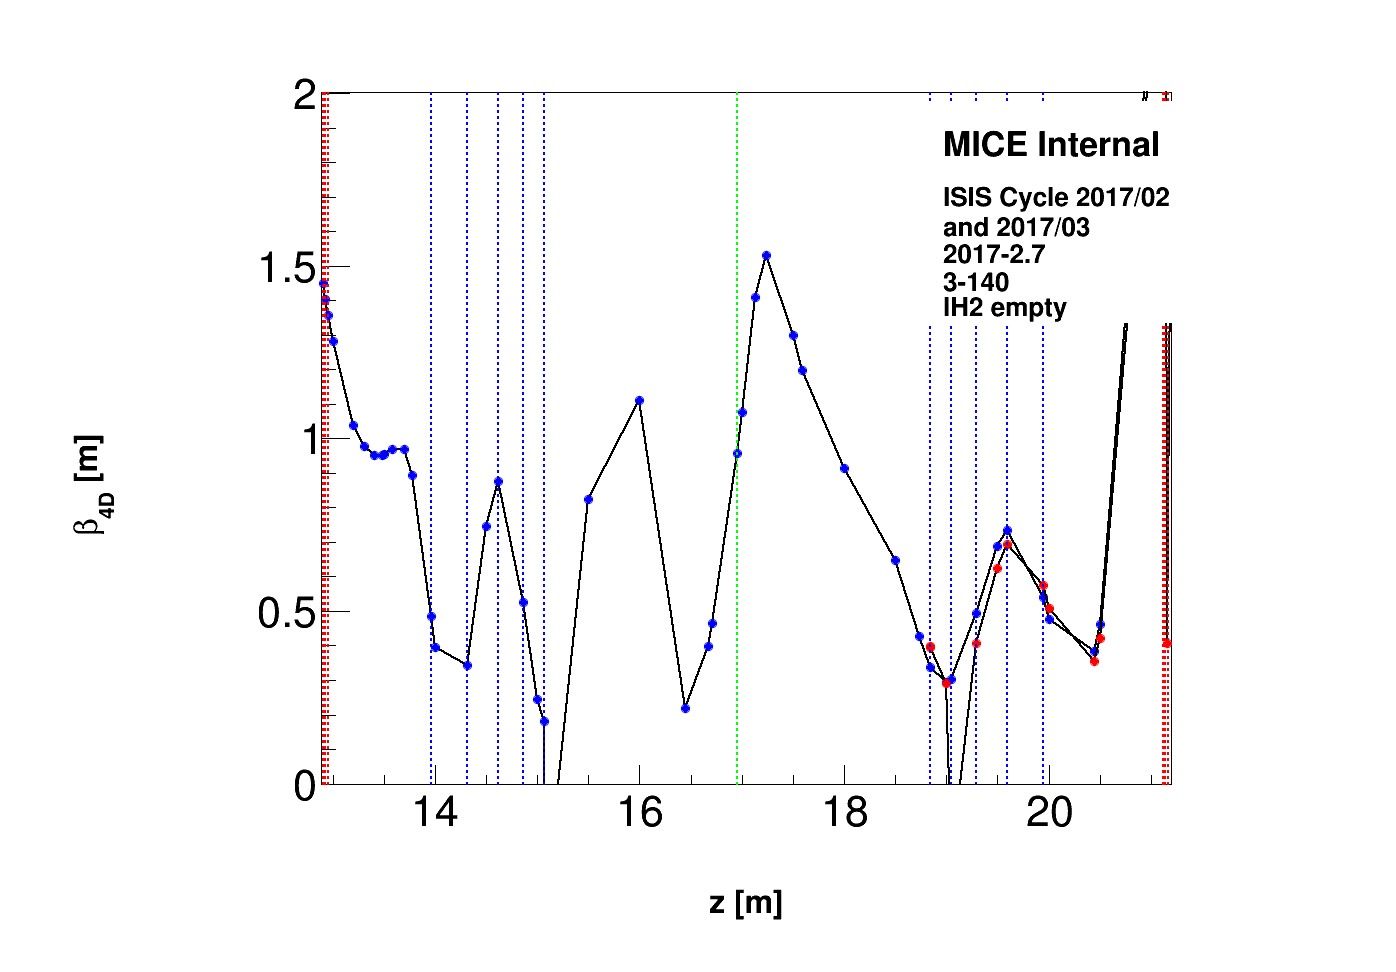 2
1.5
1
0.5
0
β4D [m]
MICE Internal
ISIS Cycle 2017/02
and 2017/03
2017-2.7
3-140
lH2 empty
14 16 18 20
z [m]